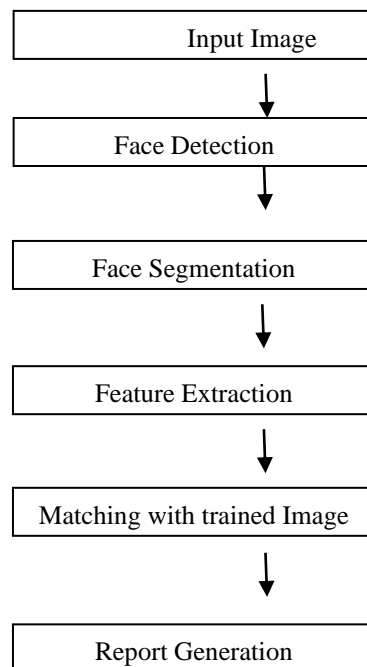 Input Image
Face Detection
Face Segmentation
Feature Extraction
Matching with trained Image
Report Generation